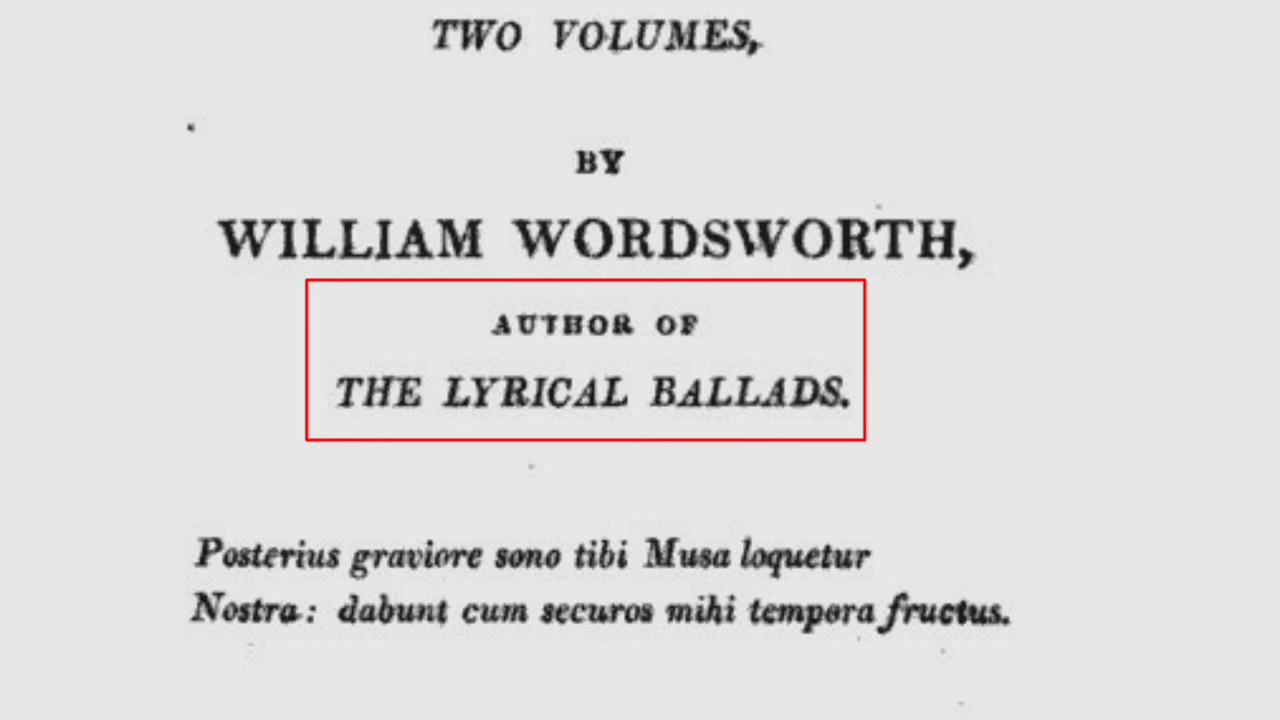 TWO VOLUMES,
BY
WILLIAM WORDSWORTH,
AUTHOR OF
THE LYRICAL BALLADS.
Posterius graviore sono tibi Musa loquetur
Nostra: dabunt cum securos mihi tempora fructus.